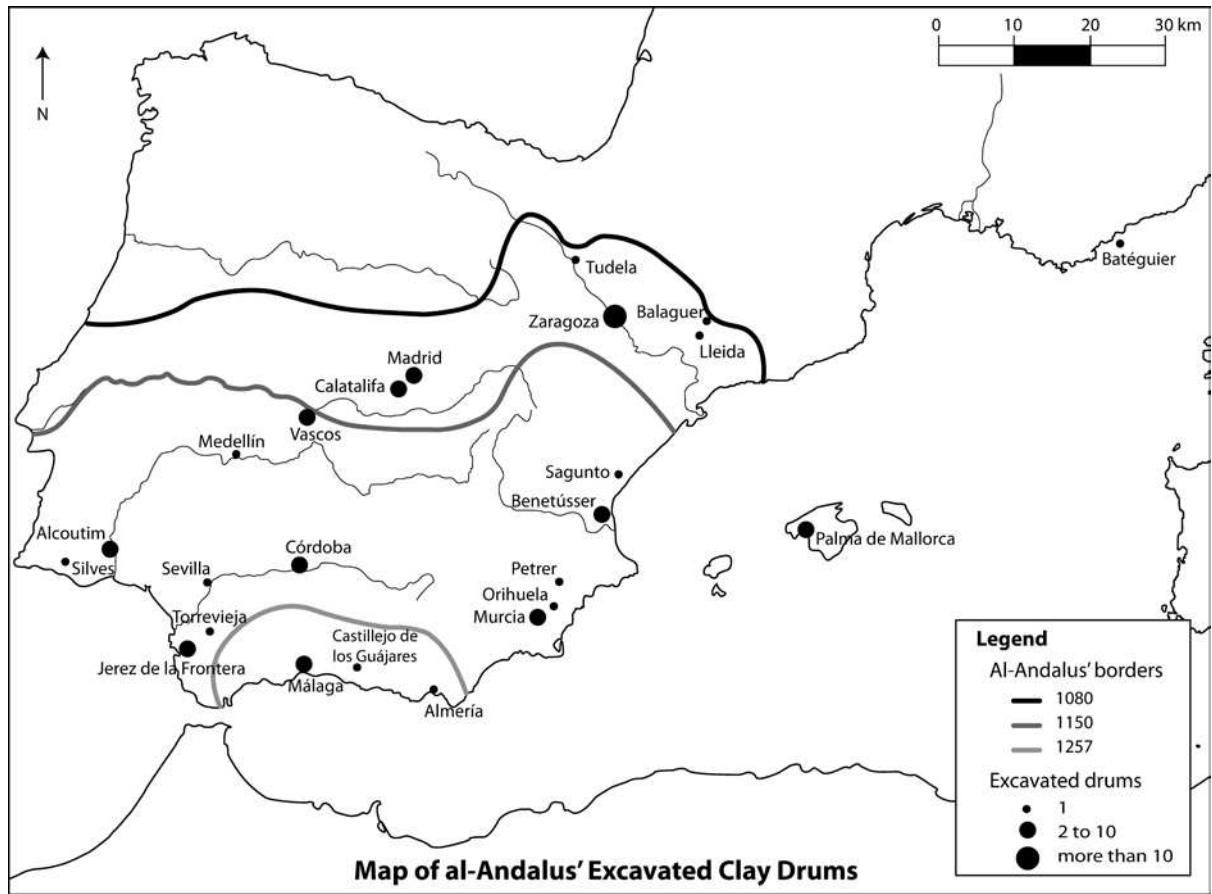 0 10 20 30 km
N
Batéguier
Tudela
Zaragoza
Balaguer
Lleida
Madrid
Calatalifa
Vascos
Medellín
Sagunto
Benetússer
Alcoutim
Silves
Córdoba
Palma de Mallorca
Sevilla
Petrer
Orihuela
Murcia
Torrevieja
Castillejo de
los Guájares
Jerez de la Frontera
Málaga
Almería
Legend
Al-Andalus’ borders
1080
1150
1257
Excavated drums
1
2 to 10
more than 10
Map of al-Andalus’ Excavated Clay Drums